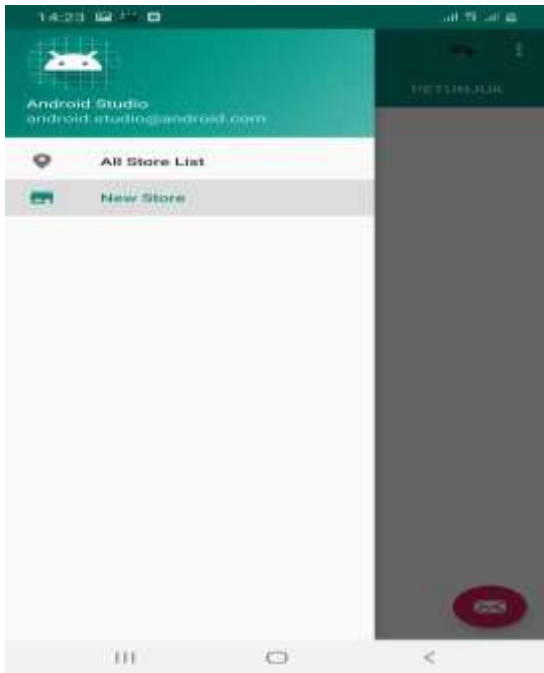 14:23
PETUNJUK
Android Studio
android.studio@android.com
All Store List
New Store